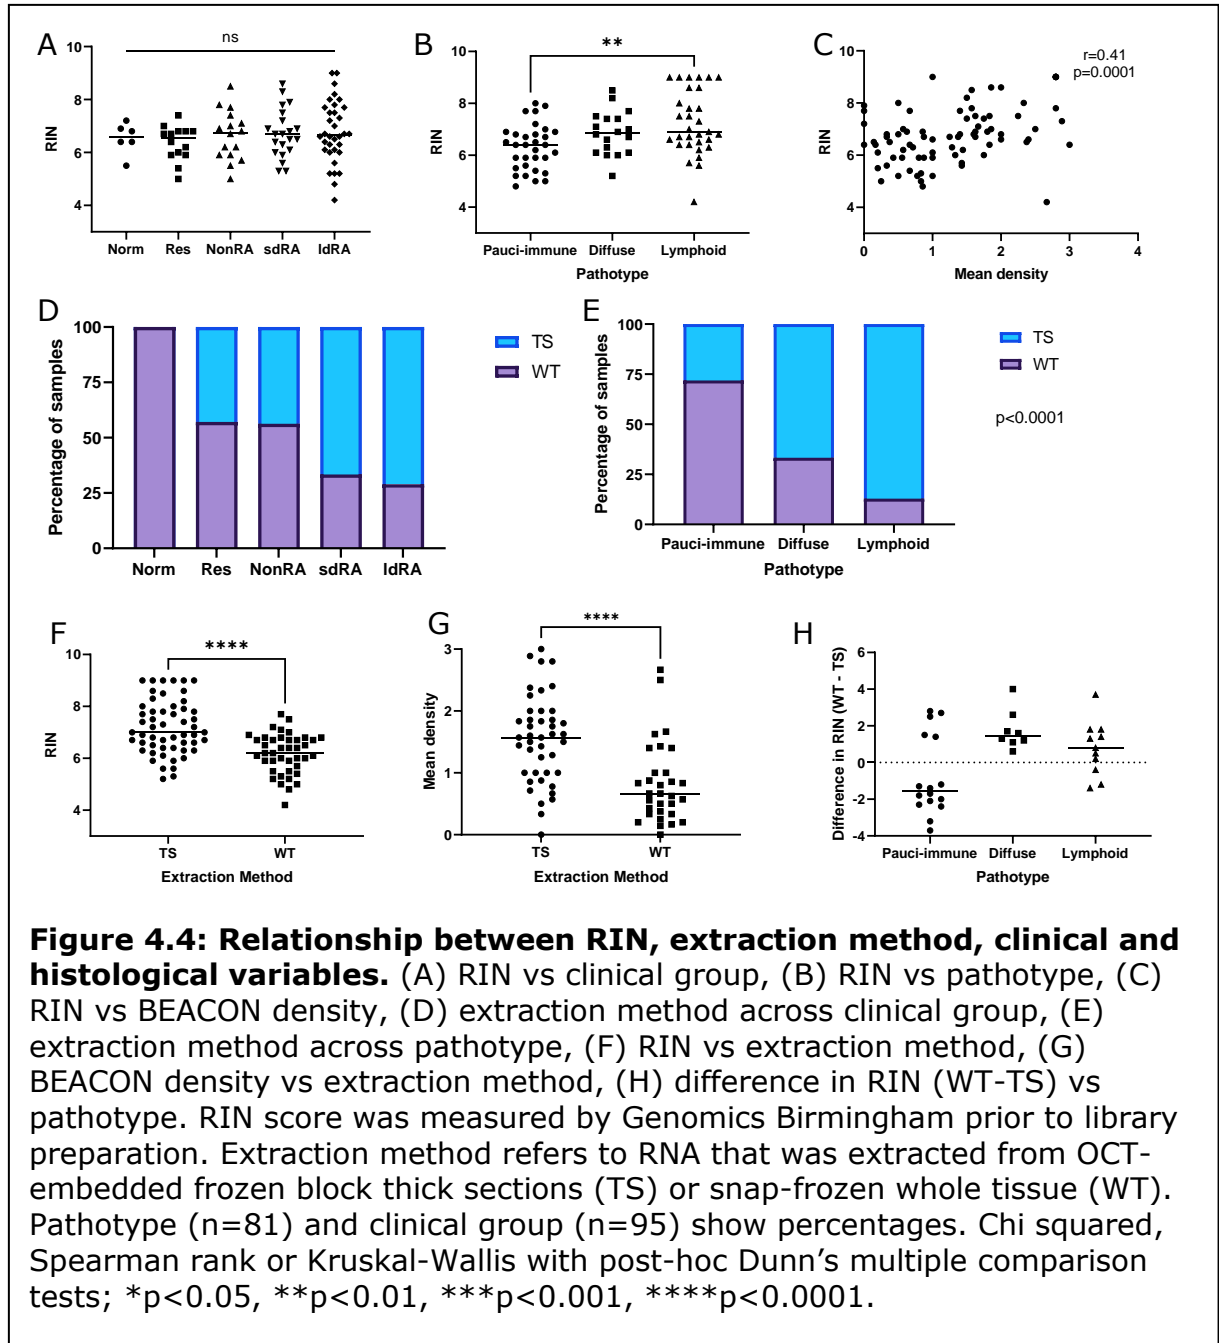 A
ns
10
8
6
4
RIN
Norm
Res
NonRA
sdRA
ldRA
B
**
10
8
6
4
RIN
Pauci-immune
Diffuse
Lymphoid
Pathotype
C
r=0.41
p=0.0001
10
8
6
4
RIN
0
1
2
3
4
Mean density
D
100
75
50
25
0
Percentage of samples
Norm
Res
NonRA
sdRA
ldRA
TS
WT
E
100
75
50
25
0
Percentage of samples
Pauci-immune
Diffuse
Lymphoid
Pathotype
TS
WT
p<0.0001
F
****
10
8
6
4
RIN
TS
WT
Extraction Method
G
****
3
2
1
0
Mean density
TS
WT
Extraction Method
H
6
4
2
0
-2
-4
Difference in RIN (WT - TS)
Pauci-immune
Diffuse
Lymphoid
Pathotype
Figure 4.4: Relationship between RIN, extraction method, clinical and
histological variables. (A) RIN vs clinical group, (B) RIN vs pathotype, (C)
RIN vs BEACON density, (D) extraction method across clinical group, (E)
extraction method across pathotype, (F) RIN vs extraction method, (G)
BEACON density vs extraction method, (H) difference in RIN (WT-TS) vs
pathotype. RIN score was measured by Genomics Birmingham prior to library
preparation. Extraction method refers to RNA that was extracted from OCT-
embedded frozen block thick sections (TS) or snap-frozen whole tissue (WT).
Pathotype (n=81) and clinical group (n=95) show percentages. Chi squared,
Spearman rank or Kruskal-Wallis with post-hoc Dunn’s multiple comparison
tests; *p<0.05, **p<0.01, ***p<0.001, ****p<0.0001.